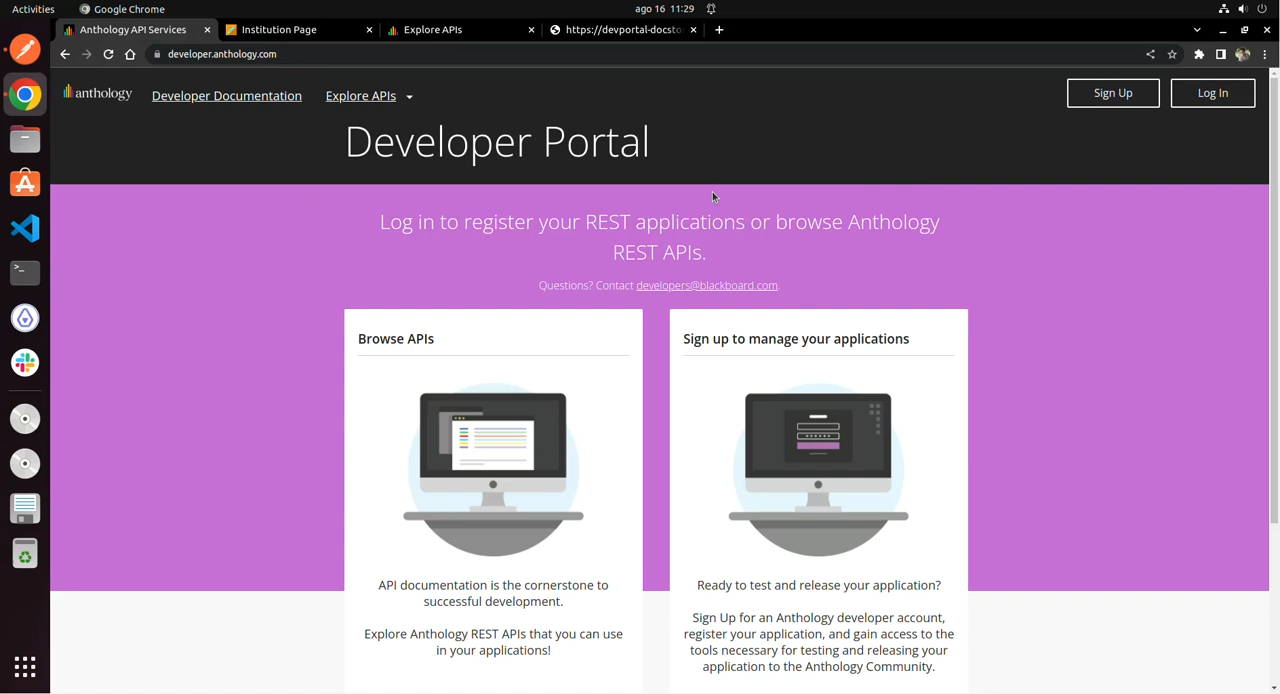 Activities
Google Chrome
ago 16 11:29
Anthology API Services
Institution Page
Explore APIs
https://devportal-docsto
developer.anthology.com
anthology
Developer Documentation
Explore APIs
Sign Up
Log In
Developer Portal
Log in to register your REST applications or browse Anthology
REST APIs.
Questions? Contact developers@blackboard.com.
Browse APIs
API documentation is the cornerstone to
successful development.
Explore Anthology REST APIs that you can use
in your applications!
Sign up to manage your applications
Ready to test and release your application?
Sign Up for an Anthology developer account,
register your application, and gain access to the
tools necessary for testing and releasing your
application to the Anthology Community.